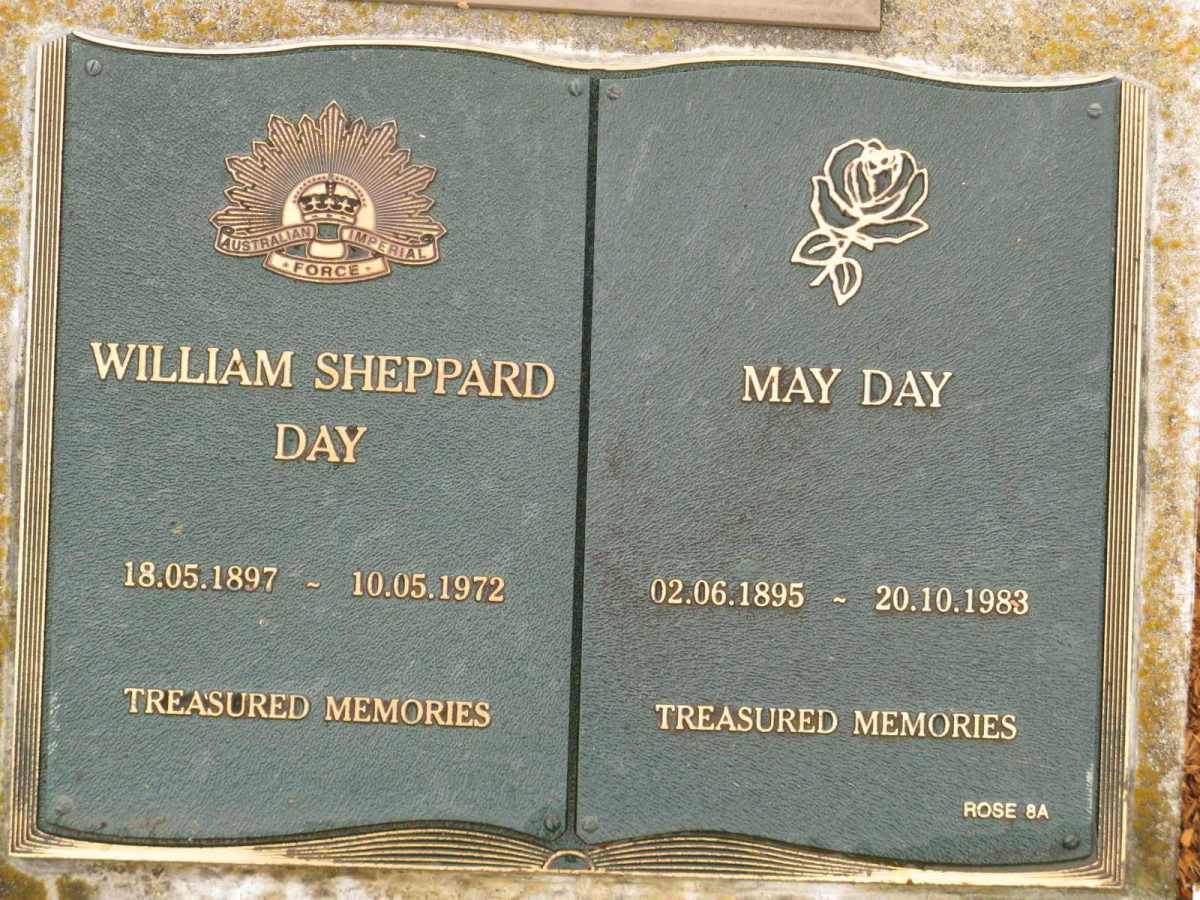 AUSTRALIAN IMPERIAL
FORCE
WILLIAM SHEPPARD
DAY
18.05.1897 ~ 10.05.1972
TREASURED MEMORIES
MAY DAY
02.06.1895 ~ 20.10.1983
TREASURED MEMORIES
ROSE 8A